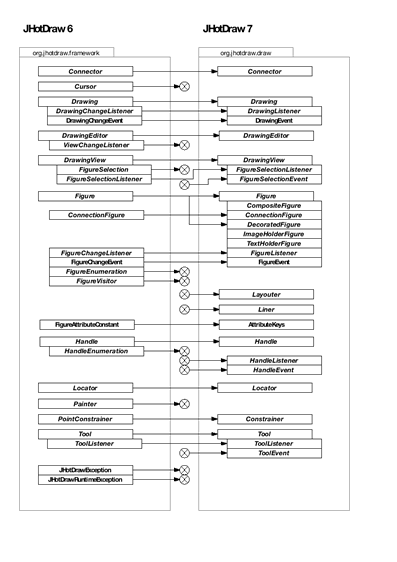 JHotDraw 6 JHotDraw 7
org.jhotdraw.framework org.jhotdraw.draw
Connector Connector
Cursor
Drawing Drawing
DrawingChangeListener DrawingListener
DrawingChangeEvent DrawingEvent
DrawingEditor DrawingEditor
ViewChangeListener
DrawingView DrawingView
FigureSelection FigureSelectionListener
FigureSelectionListener FigureSelectionEvent
Figure Figure
CompositeFigure
ConnectionFigure ConnectionFigure
DecoratedFigure
ImageHolderFigure
TextHolderFigure
FigureChangeListener FigureListener
FigureChangeEvent FigureEvent
FigureEnumeration
FigureVisitor
Layouter
Liner
FigureAttributeConstant AttributeKeys
Handle Handle
HandleEnumeration
HandleListener
HandleEvent
Locator Locator
Painter
PointConstrainer Constrainer
Tool Tool
ToolListener ToolListener
ToolEvent
JHotDrawException
JHotDrawRuntimeException